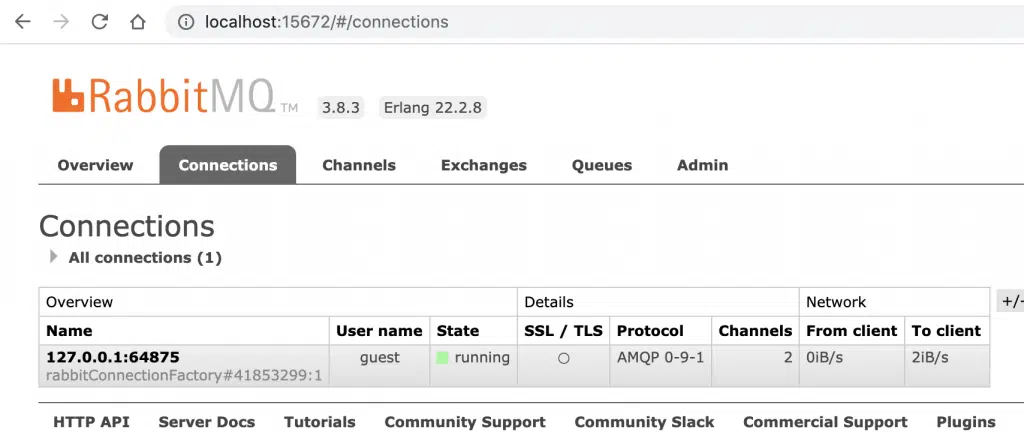 localhost:15672/#/connections
RabbitMQ TM 3.8.3 Erlang 22.2.8
Overview Connections Channels Exchanges Queues Admin
Connections
All connections (1)
Overview Details Network +/-
Name User name State SSL / TLS Protocol Channels From client To client
127.0.0.1:64875 guest running AMQP 0-9-1 2 0iB/s 2iB/s
rabbitConnectionFactory#41853299:1
HTTP API Server Docs Tutorials Community Support Community Slack Commercial Support Plugins